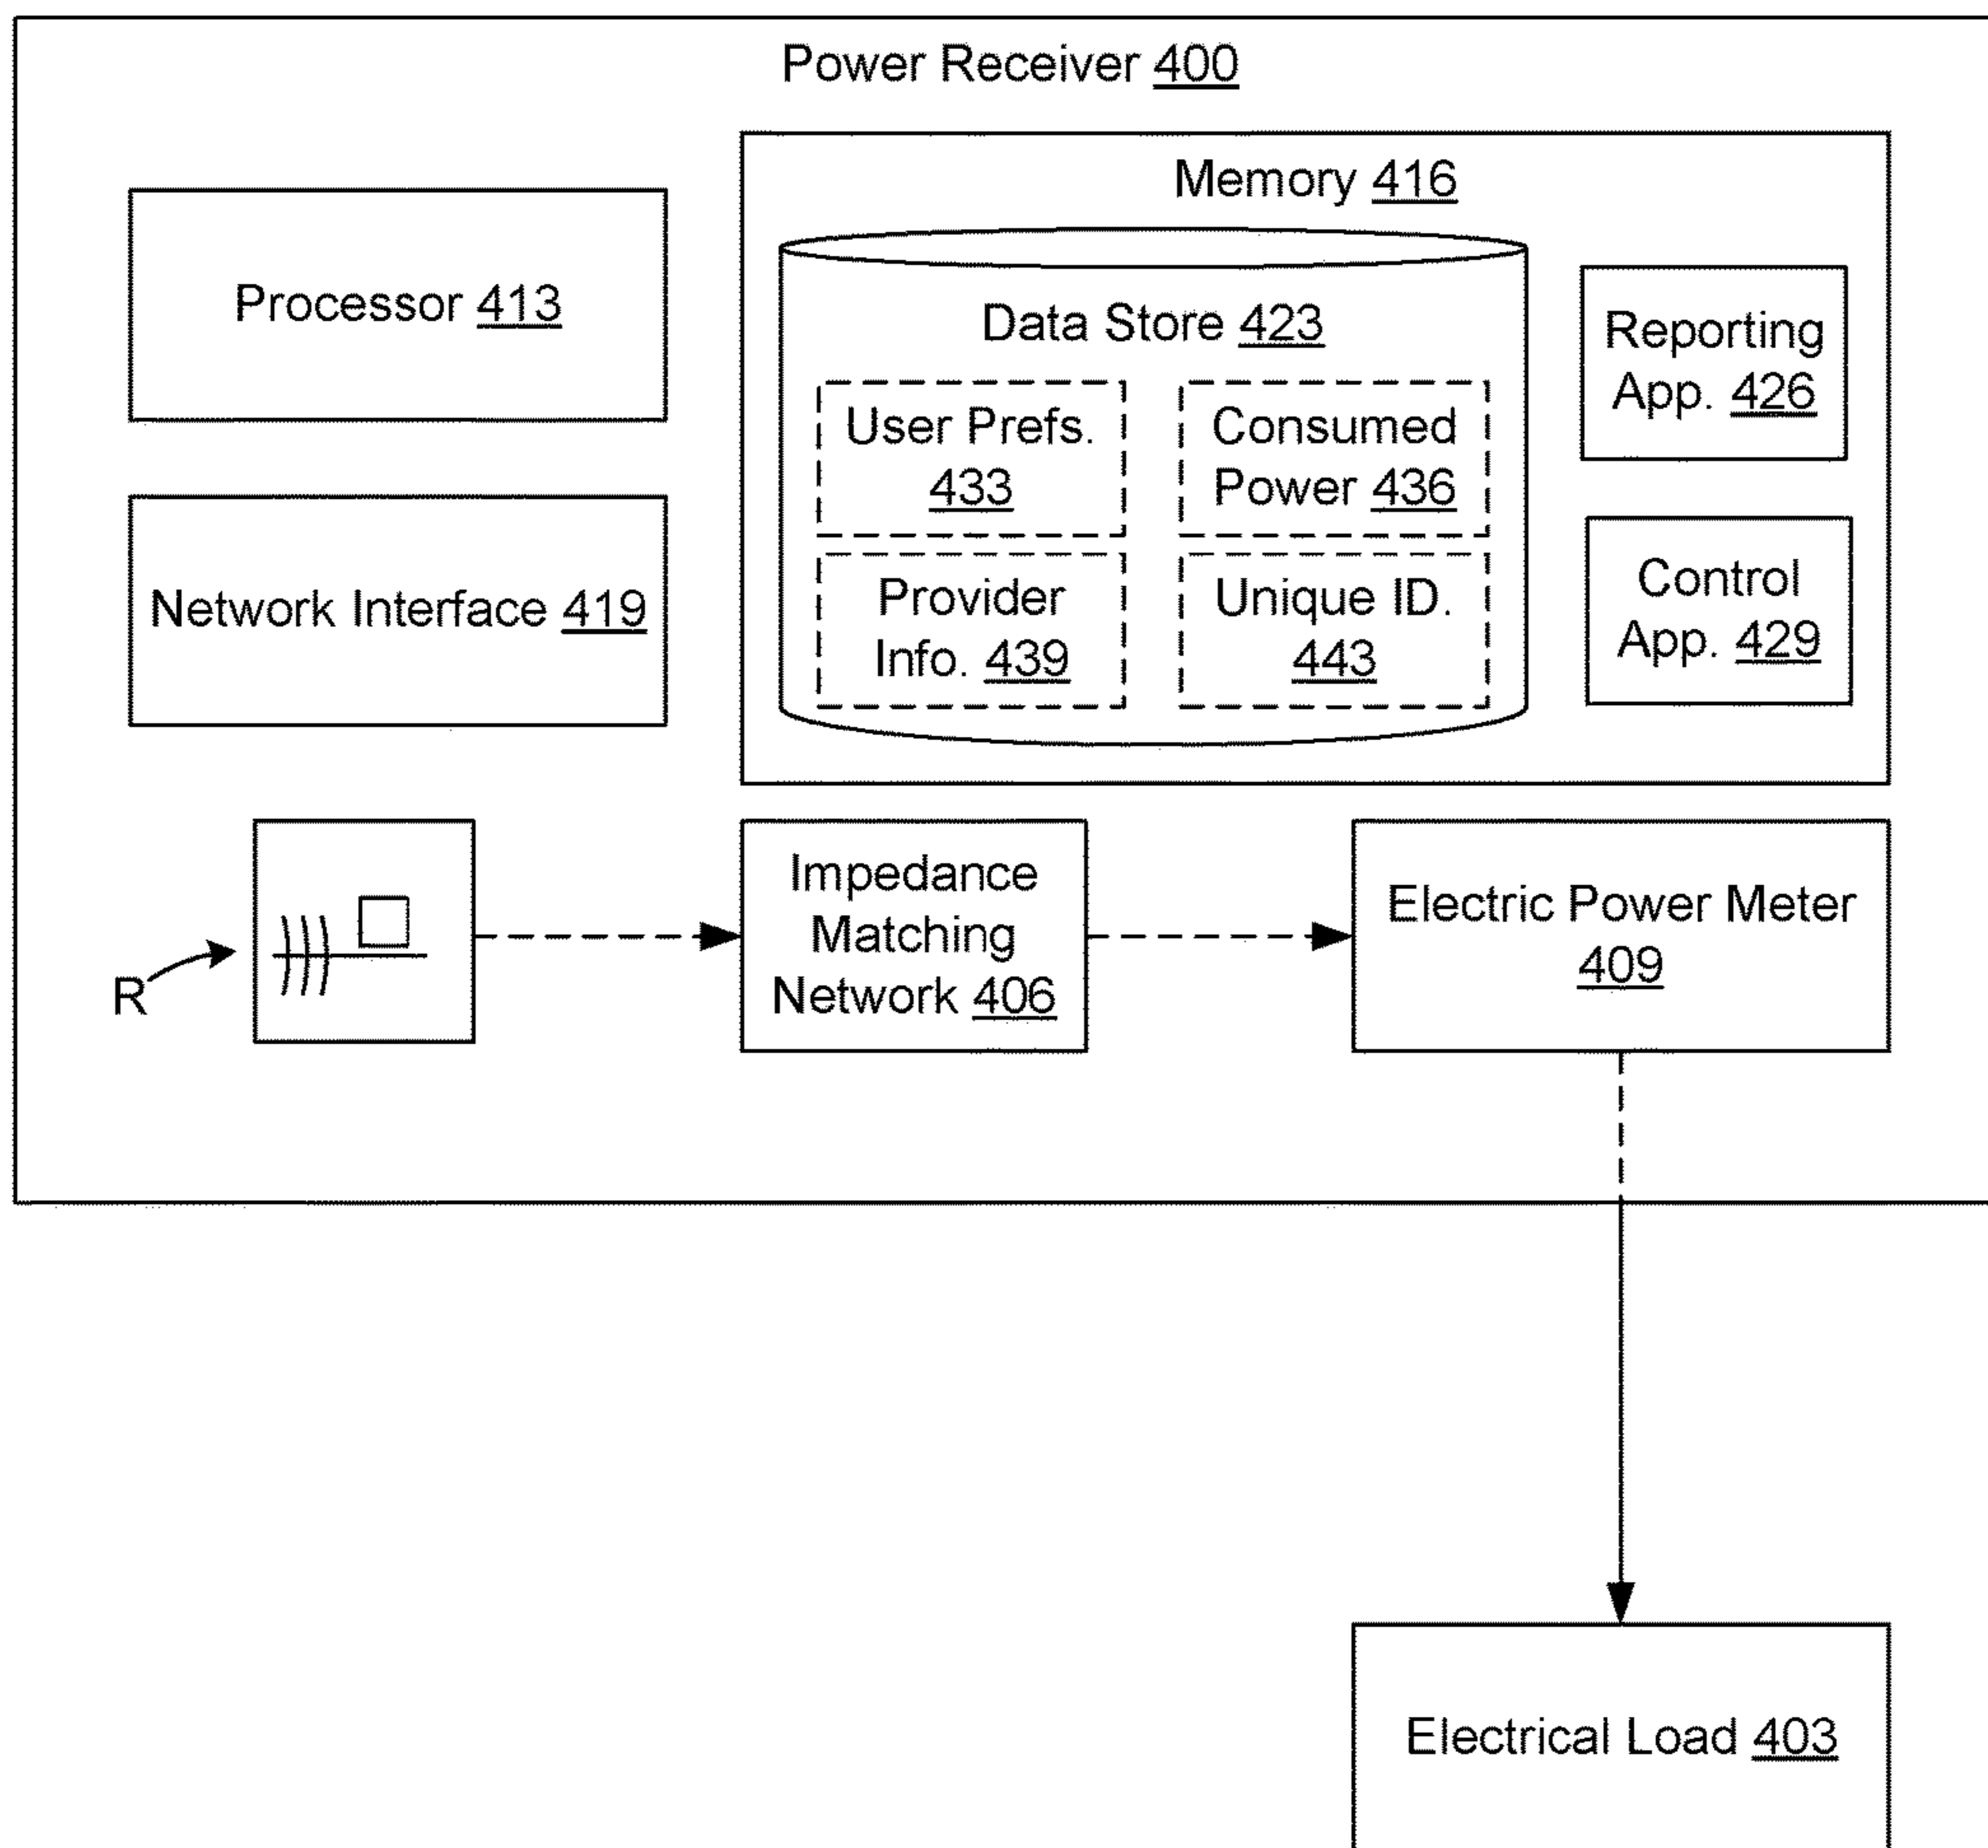 Power Receiver 400
Memory 416
Processor 413
Data Store 423
Reporting
App. 426
User Prefs.
433
Consumed
Power 436
Network Interface 419
Provider
Info. 439
Unique ID.
443
Control
App. 429
R
Impedance
Matching
Network 406
Electric Power Meter
409
Electrical Load 403